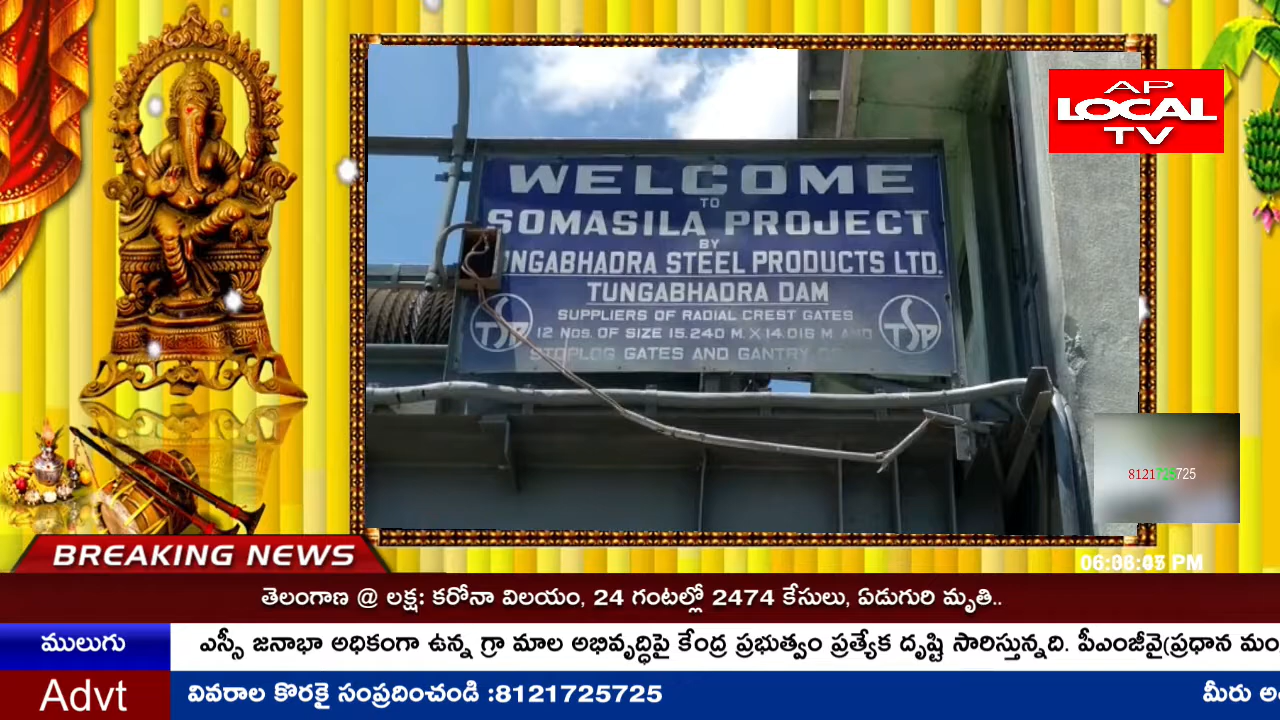 AP
LOCAL
TV
WELCOME
TO
SOMASILA PROJECT
BY
TUNGABHADRA STEEL PRODUCTS LTD.
TUNGABHADRA DAM
SUPPLIERS OF RADIAL CREST GATES
TSP
12 NOS. OF SIZE 15.240 M. X 14.016 M. AND
TSP
STOPLOG GATES AND GANTRY
8121725725
BREAKING NEWS
తెలంగాణ @ లక్ష: కరోనా విలయం, 24 గంటల్లో 2474 కేసులు, ఏడుగురి మృతి..
ములుగు
ఎస్సీ జనాభా అధికంగా ఉన్న గ్రా మాల అభివృద్ధిపై కేంద్ర ప్రభుత్వం ప్రత్యేక దృష్టి సారిస్తున్నది. పీఎంజీవై(ప్రధాన మం
Advt
వివరాల కొరకై సంప్రదించండి :8121725725
మీరు అ